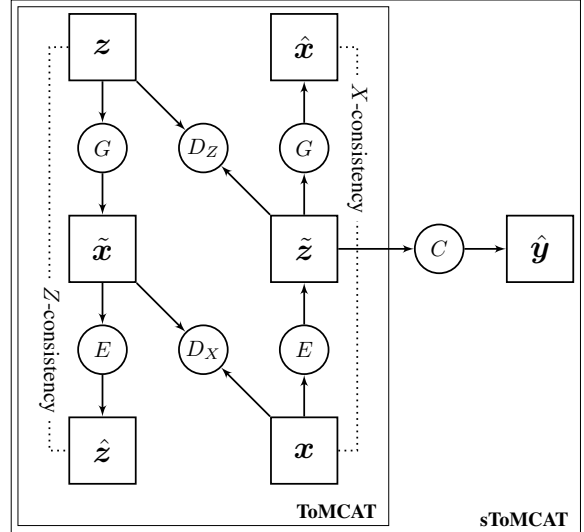 z
x̂
G
D_Z
G
X-consistency
x̃
z̃
C
ŷ
Z-consistency
E
D_X
E
ẑ
x
ToMCAT
sToMCAT